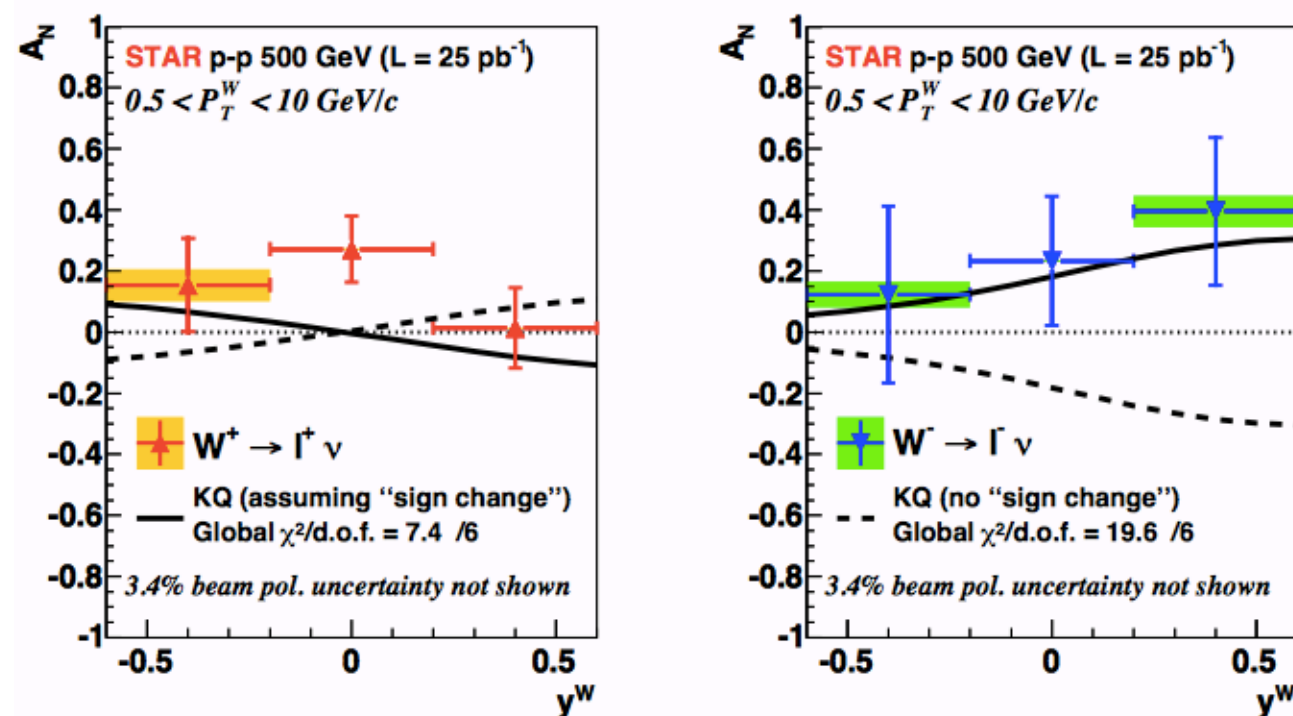 A_N
1
0.8
0.6
0.4
0.2
0
-0.2
-0.4
-0.6
-0.8
-1
STAR p-p 500 GeV (L = 25 pb⁻¹)
0.5 < P_T^W < 10 GeV/c
W⁺ → l⁺ ν
KQ (assuming “sign change”)
Global χ²/d.o.f. = 7.4 /6
3.4% beam pol. uncertainty not shown
-0.5 0 0.5
y^W
A_N
1
0.8
0.6
0.4
0.2
0
-0.2
-0.4
-0.6
-0.8
-1
STAR p-p 500 GeV (L = 25 pb⁻¹)
0.5 < P_T^W < 10 GeV/c
W⁻ → l⁻ ν
KQ (no “sign change”)
Global χ²/d.o.f. = 19.6 /6
3.4% beam pol. uncertainty not shown
-0.5 0 0.5
y^W